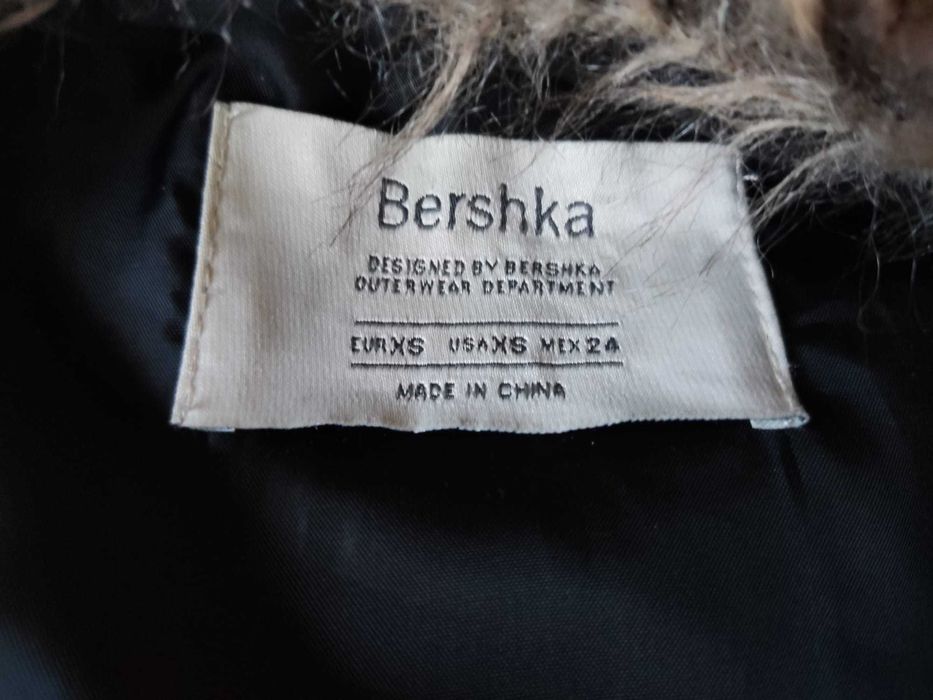 Bershka
DESIGNED BY BERSHKA
OUTERWEAR DEPARTMENT
EUR XS USA XS MEX 24
MADE IN CHINA